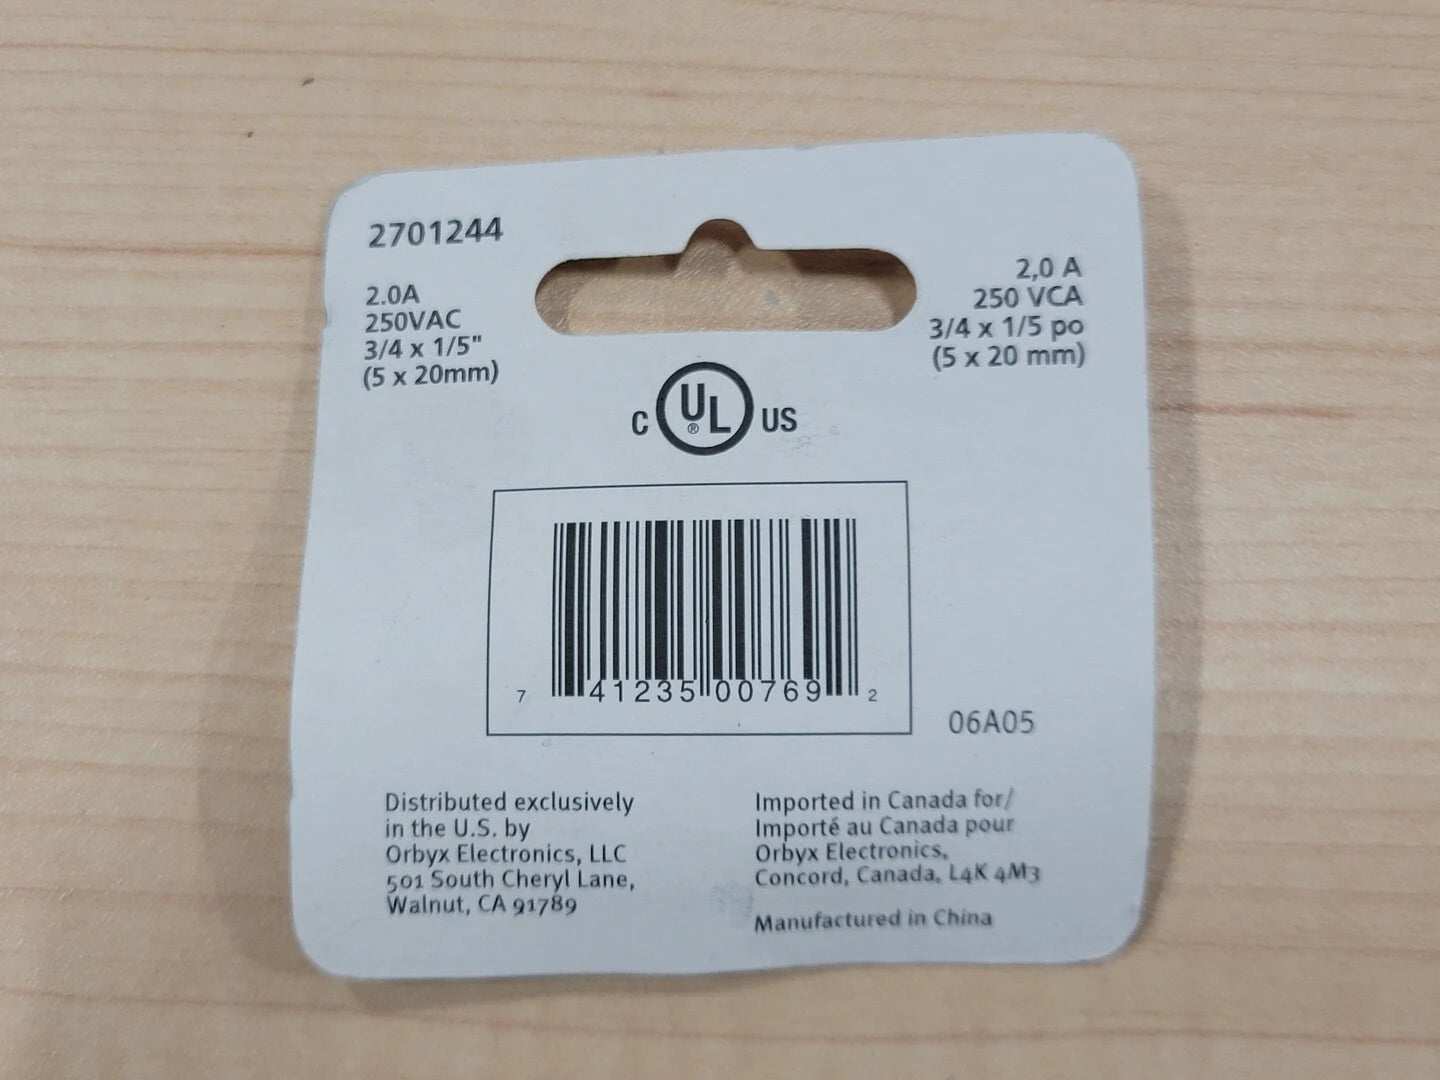 2701244
2.0A
250VAC
3/4 x 1/5"
(5 x 20mm)
2,0 A
250 VCA
3/4 x 1/5 po
(5 x 20 mm)
C UL® US
7 41235 00769 2
06A05
Distributed exclusively
in the U.S. by
Orbyx Electronics, LLC
501 South Cheryl Lane,
Walnut, CA 91789
Imported in Canada for/
Importé au Canada pour
Orbyx Electronics,
Concord, Canada, L4K 4M3
Manufactured in China